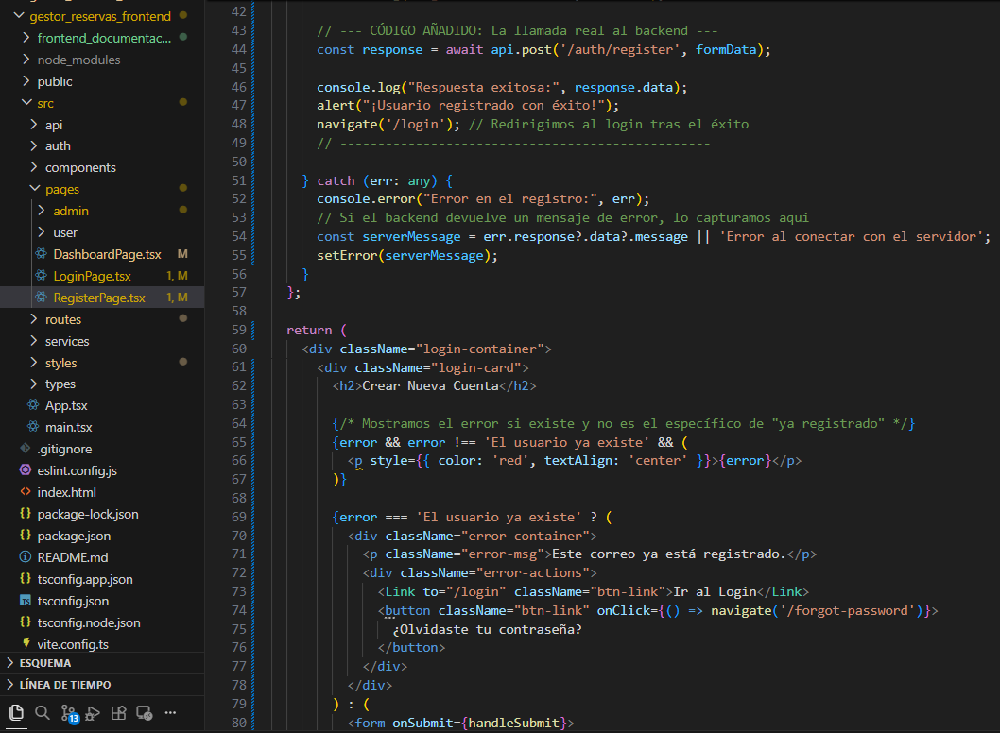 gestor_reservas_frontend
frontend_documentac...
node_modules
public
src
api
auth
components
pages
admin
user
DashboardPage.tsx M
LoginPage.tsx 1, M
RegisterPage.tsx 1, M
routes
services
styles
types
App.tsx
main.tsx
.gitignore
eslint.config.js
index.html
package-lock.json
package.json
README.md
tsconfig.app.json
tsconfig.json
tsconfig.node.json
vite.config.ts
ESQUEMA
LÍNEA DE TIEMPO
13
42
43 // --- CÓDIGO AÑADIDO: La llamada real al backend ---
44 const response = await api.post('/auth/register', formData);
45
46 console.log("Respuesta exitosa:", response.data);
47 alert("¡Usuario registrado con éxito!");
48 navigate('/login'); // Redirigimos al login tras el éxito
49 // -------------------------------------------------
50
51 } catch (err: any) {
52 console.error("Error en el registro:", err);
53 // Si el backend devuelve un mensaje de error, lo capturamos aquí
54 const serverMessage = err.response?.data?.message || 'Error al conectar con el servidor';
55 setError(serverMessage);
56 }
57 };
58
59 return (
60 <div className="login-container">
61 <div className="login-card">
62 <h2>Crear Nueva Cuenta</h2>
63
64 {/* Mostramos el error si existe y no es el específico de "ya registrado" */}
65 {error && error !== 'El usuario ya existe' && (
66 <p style={{ color: 'red', textAlign: 'center' }}>{error}</p>
67 )}
68
69 {error === 'El usuario ya existe' ? (
70 <div className="error-container">
71 <p className="error-msg">Este correo ya está registrado.</p>
72 <div className="error-actions">
73 <Link to="/login" className="btn-link">Ir al Login</Link>
74 <button className="btn-link" onClick={() => navigate('/forgot-password')}>
75 ¿Olvidaste tu contraseña?
76 </button>
77 </div>
78 </div>
79 ) : (
80 <form onSubmit={handleSubmit}>